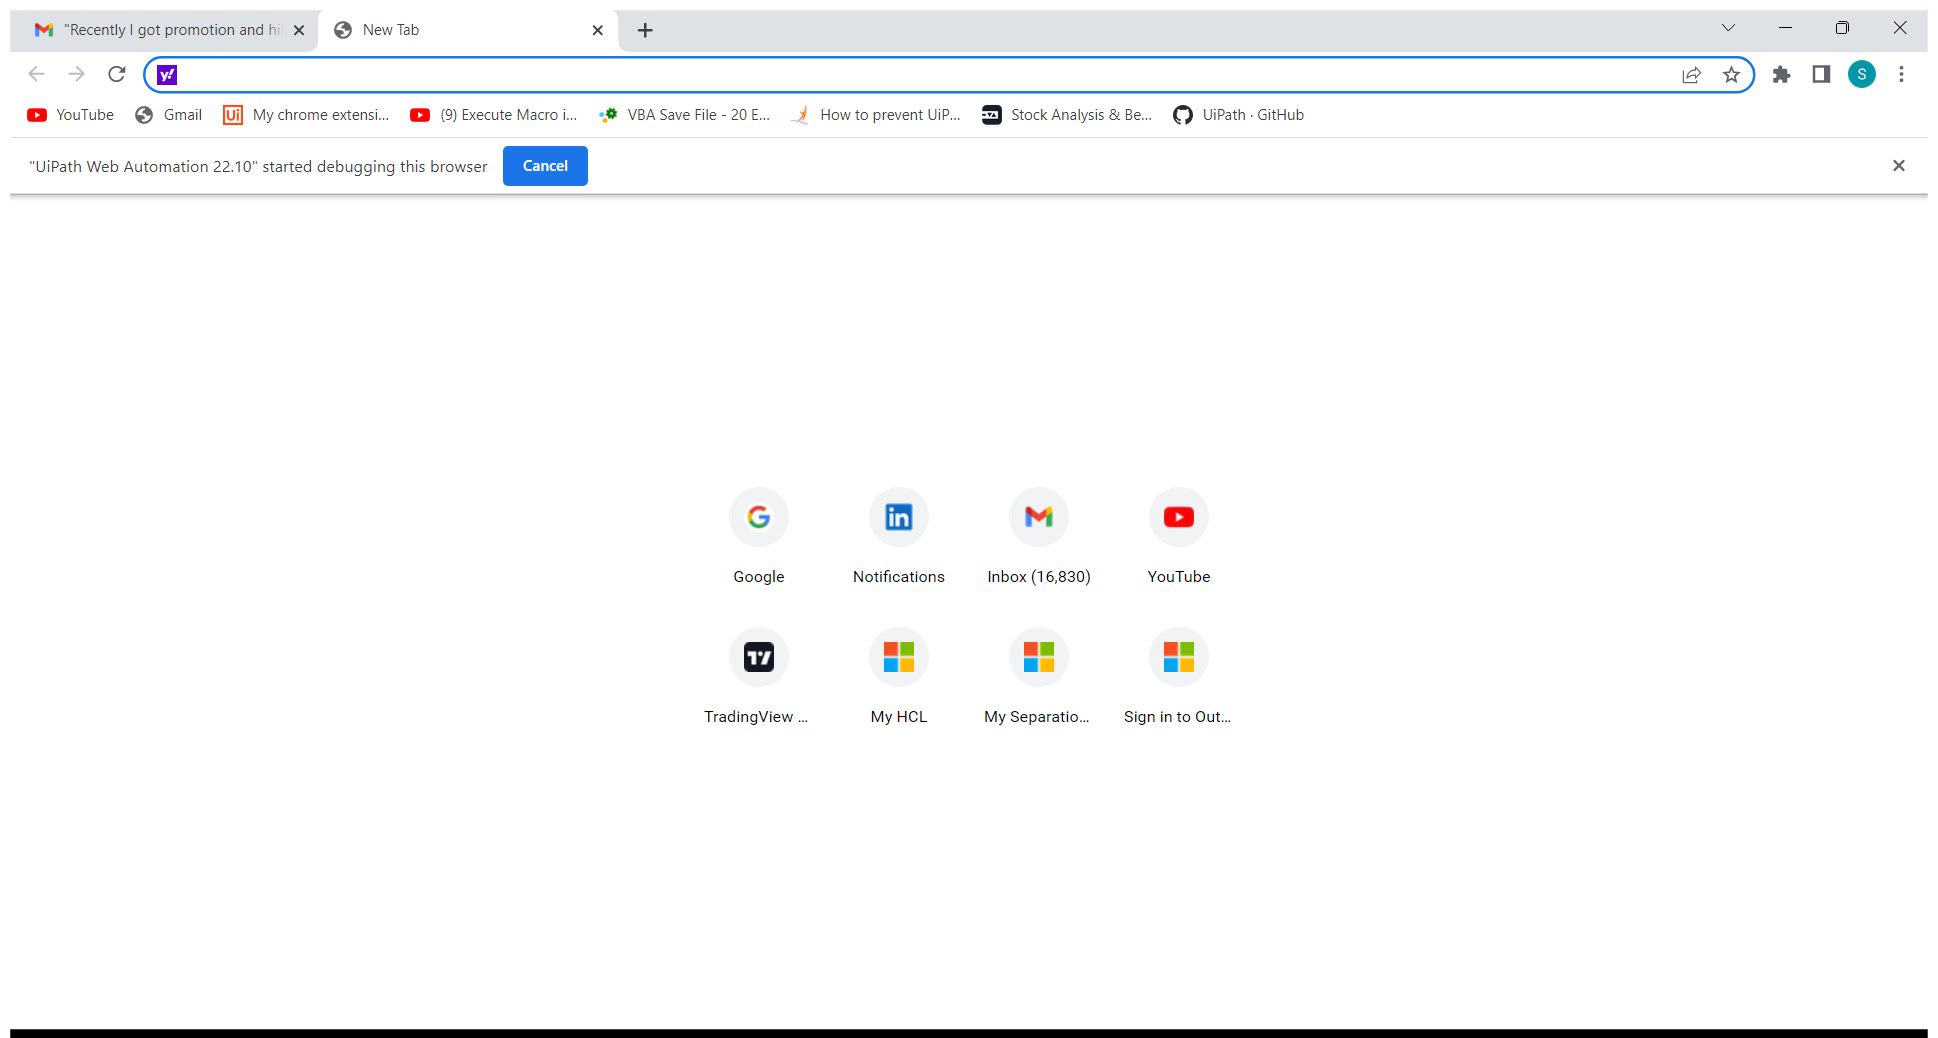 "Recently I got promotion and hi
New Tab
y!
S
YouTube
Gmail
Ui
My chrome extensi...
(9) Execute Macro i...
VBA Save File - 20 E...
How to prevent UiP...
Stock Analysis & Be...
UiPath · GitHub
"UiPath Web Automation 22.10" started debugging this browser
Cancel
G
in
Google
Notifications
Inbox (16,830)
YouTube
TradingView ...
My HCL
My Separatio...
Sign in to Out...